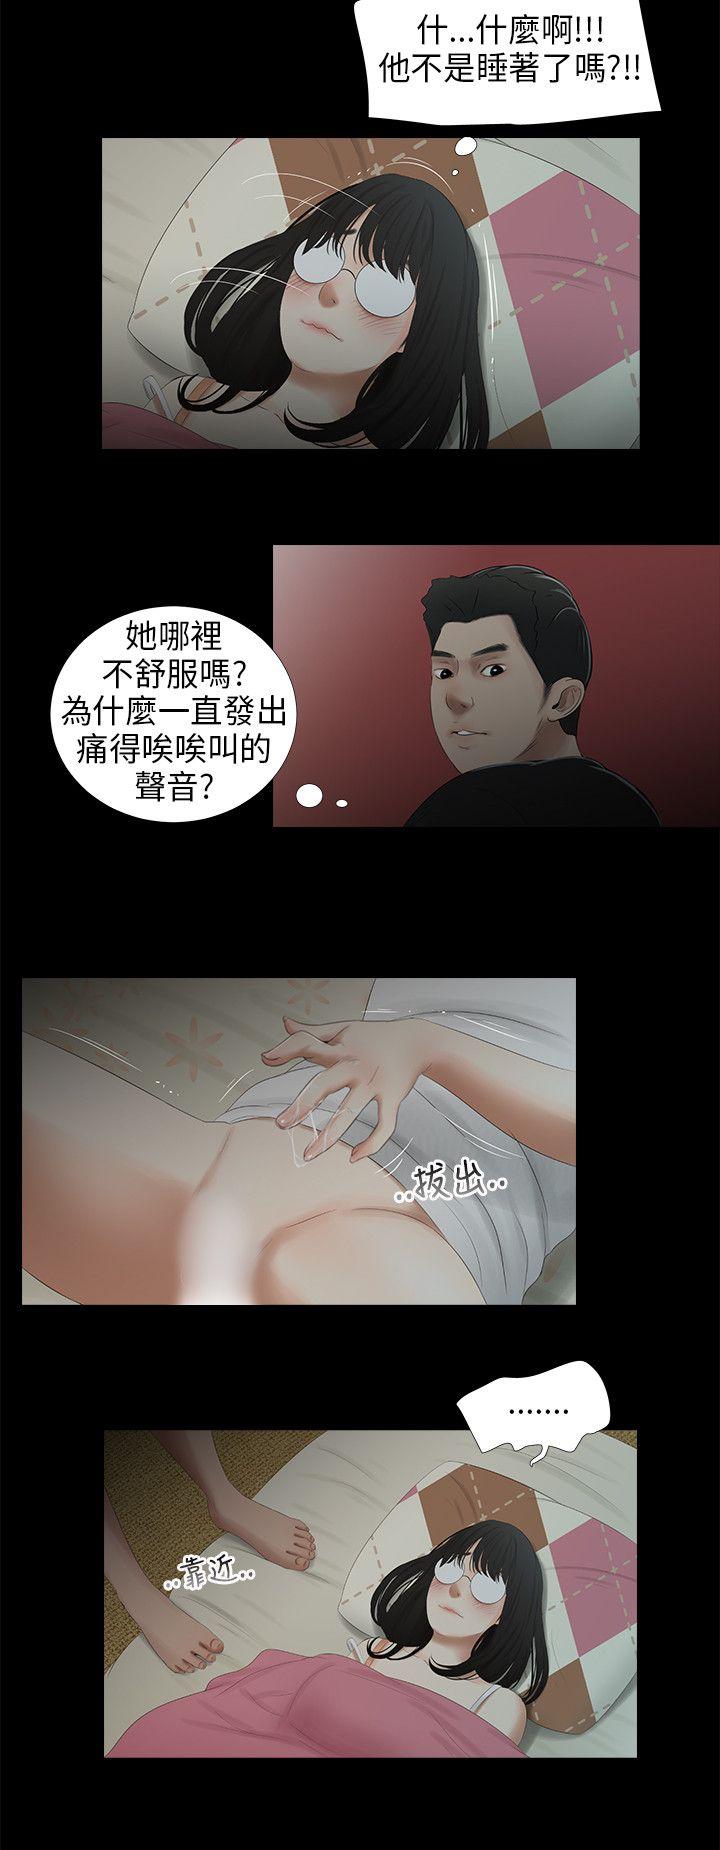 什...什麼啊!!!
他不是睡著了嗎?!!
她哪裡
不舒服嗎?
為什麼一直發出
痛得唉唉叫的
聲音?
..拔出..
.......
..靠近..